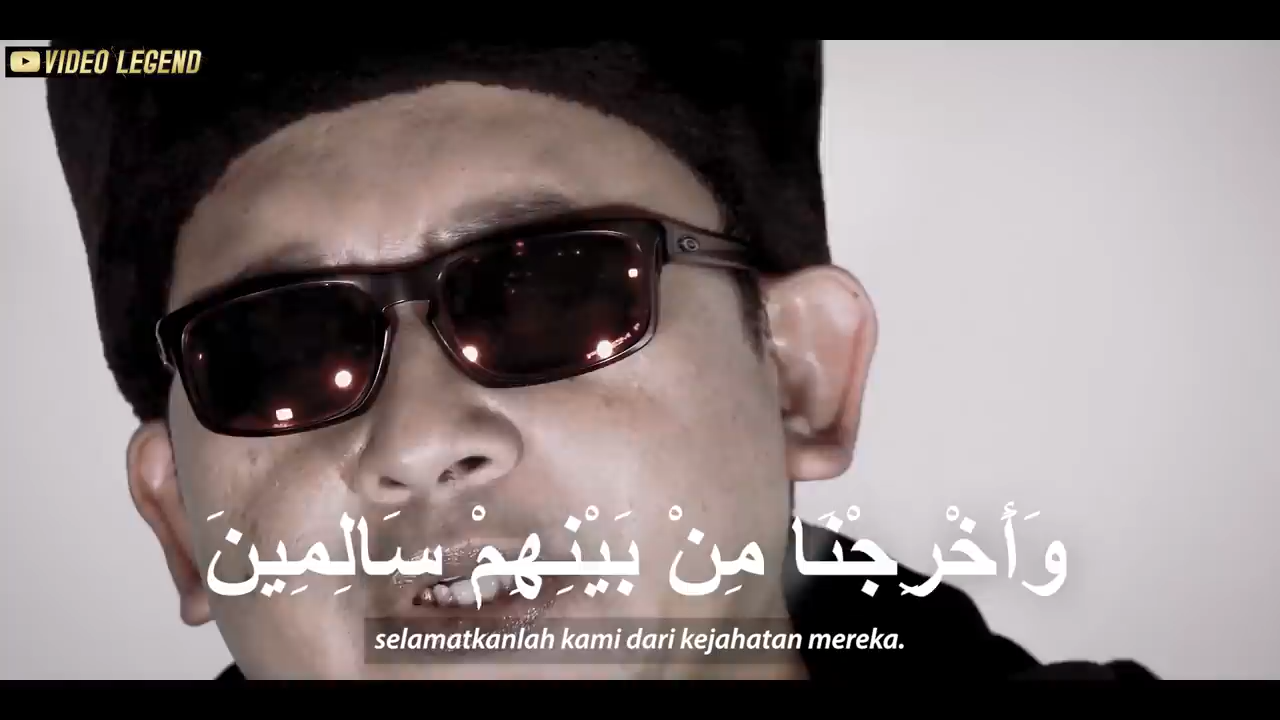 VIDEO LEGEND
وَأَخْرِجْنَا مِنْ بَيْنِهِمْ سَالِمِينَ
selamatkanlah kami dari kejahatan mereka.